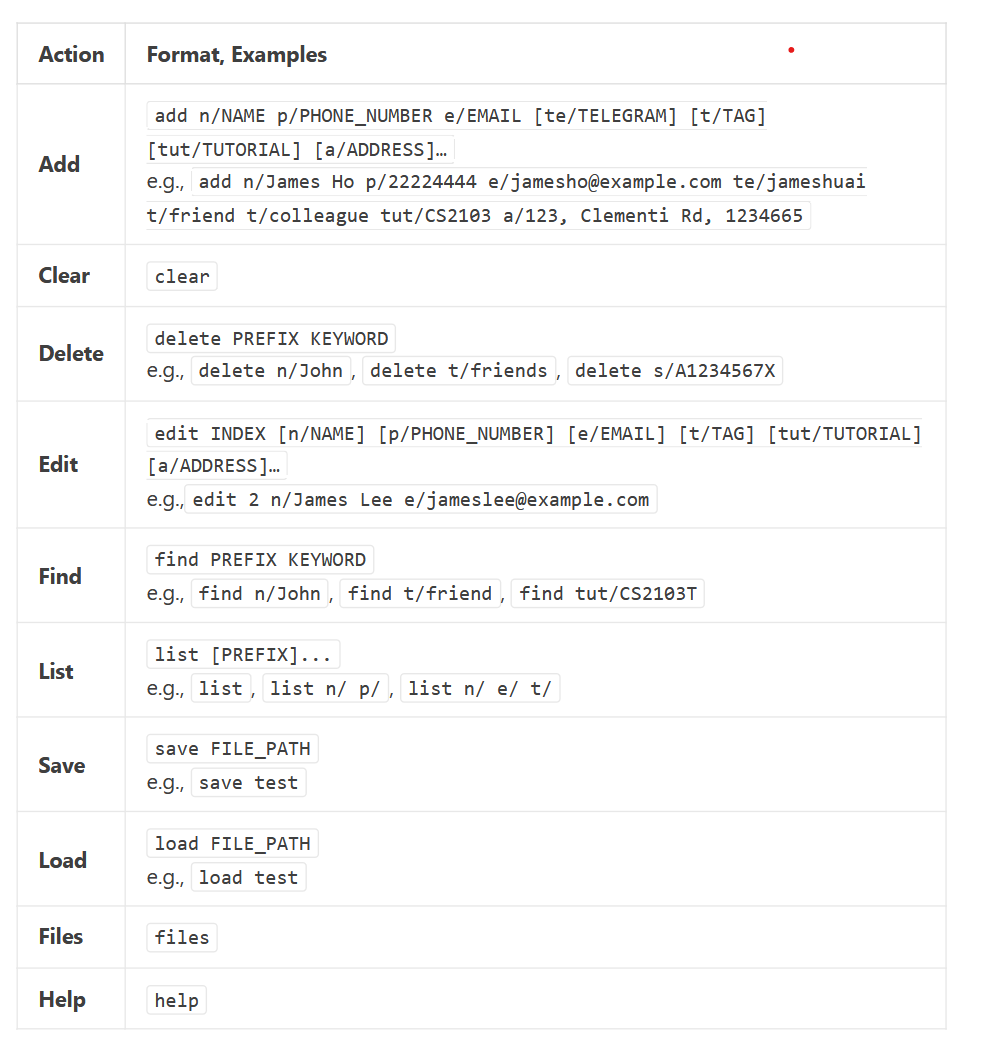 Action Format, Examples
Add
add n/NAME p/PHONE_NUMBER e/EMAIL [te/TELEGRAM] [t/TAG]
[tut/TUTORIAL] [a/ADDRESS]…
e.g., add n/James Ho p/22224444 e/jamesho@example.com te/jameshuai
t/friend t/colleague tut/CS2103 a/123, Clementi Rd, 1234665
Clear
clear
Delete
delete PREFIX KEYWORD
e.g., delete n/John, delete t/friends, delete s/A1234567X
Edit
edit INDEX [n/NAME] [p/PHONE_NUMBER] [e/EMAIL] [t/TAG] [tut/TUTORIAL]
[a/ADDRESS]…
e.g.,edit 2 n/James Lee e/jameslee@example.com
Find
find PREFIX KEYWORD
e.g., find n/John, find t/friend, find tut/CS2103T
List
list [PREFIX]...
e.g., list, list n/ p/, list n/ e/ t/
Save
save FILE_PATH
e.g., save test
Load
load FILE_PATH
e.g., load test
Files
files
Help
help